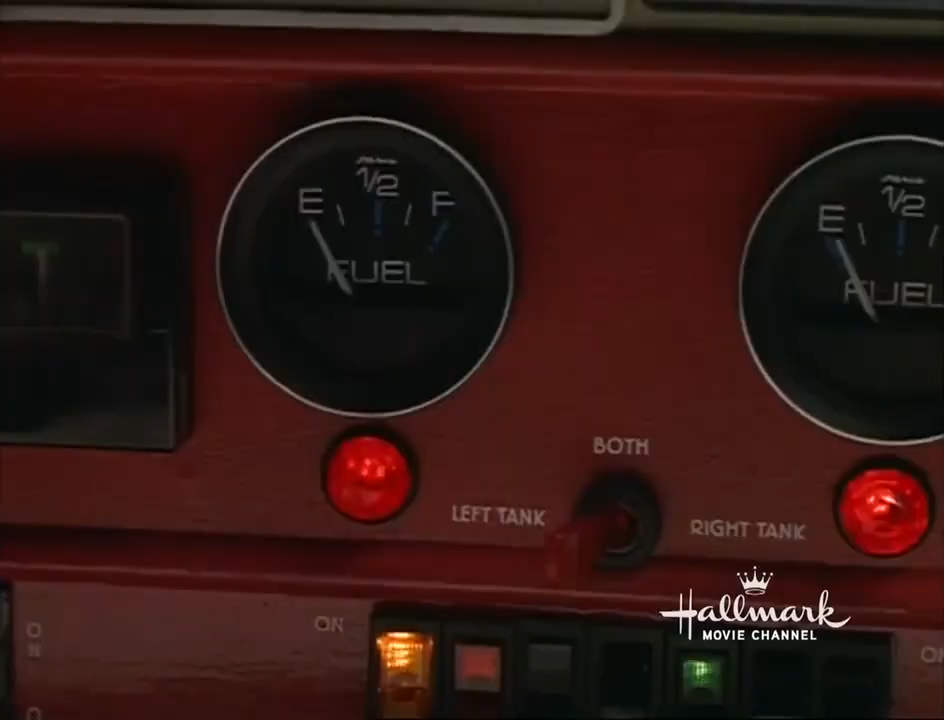 E 1/2 F
FUEL
E 1/2
FUEL
BOTH
LEFT TANK
RIGHT TANK
ON
ON
Hallmark
MOVIE CHANNEL